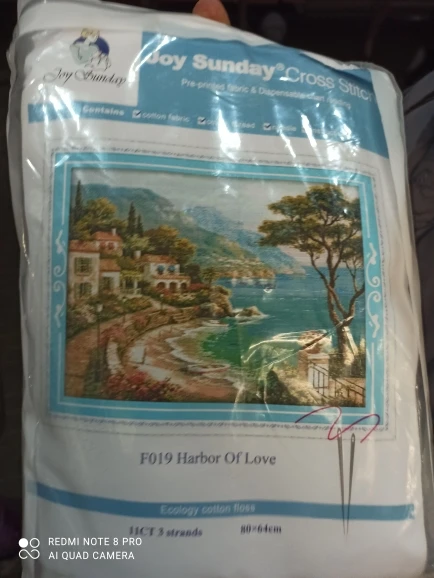 Joy Sunday
Joy Sunday® Cross Stitch
Pre-printed fabric &
Contains cotton fabric
F019 Harbor Of Love
Ecology cotton floss
11CT 3 strands 80×64cm
REDMI NOTE 8 PRO
AI QUAD CAMERA